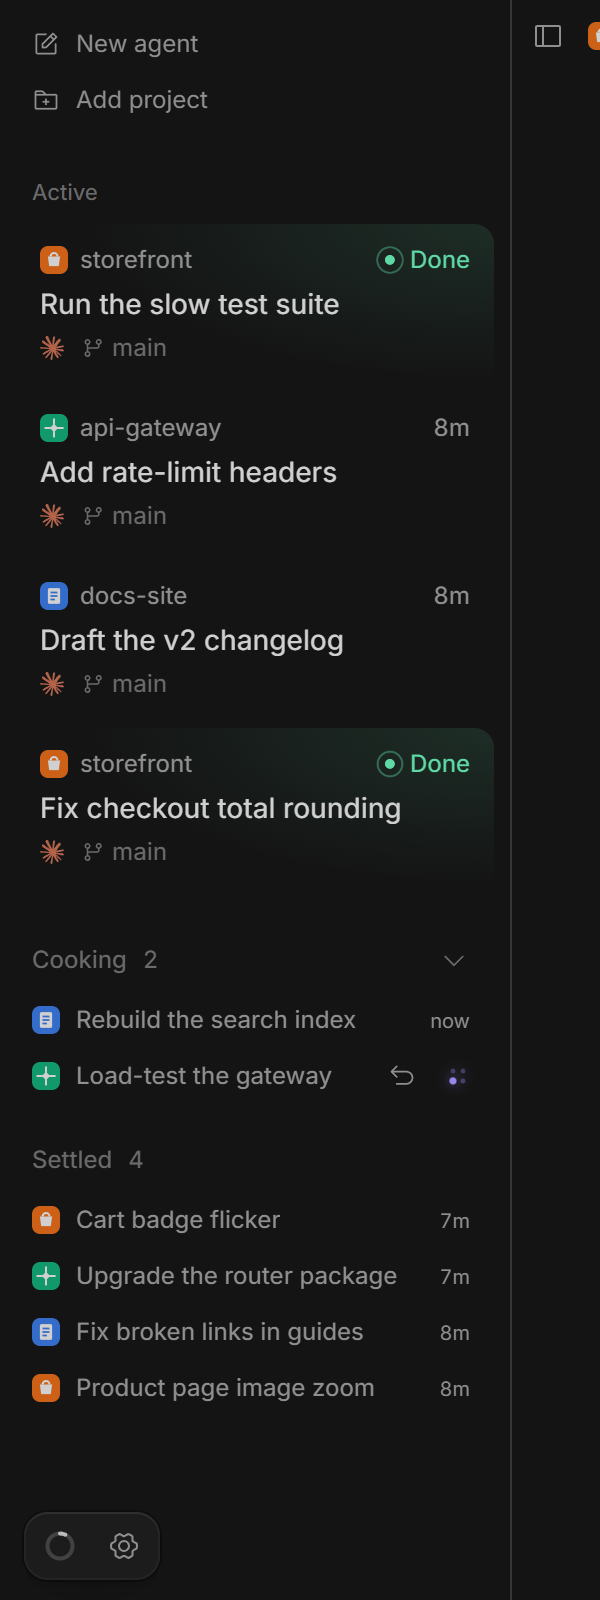 New agent
Add project
Active
storefront Done
Run the slow test suite
main
api-gateway 8m
Add rate-limit headers
main
docs-site 8m
Draft the v2 changelog
main
storefront Done
Fix checkout total rounding
main
Cooking 2
Rebuild the search index now
Load-test the gateway
Settled 4
Cart badge flicker 7m
Upgrade the router package 7m
Fix broken links in guides 8m
Product page image zoom 8m